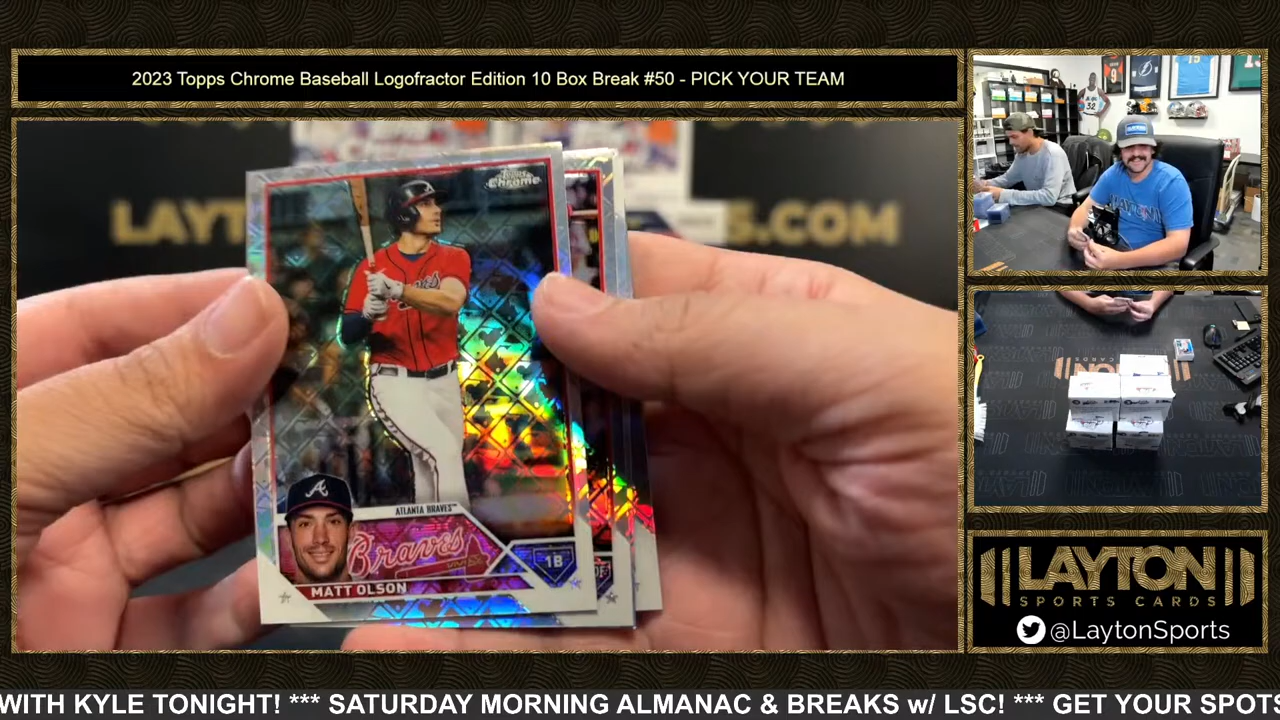 2023 Topps Chrome Baseball Logofractor Edition 10 Box Break #50 - PICK YOUR TEAM
Topps
Chrome
ATLANTA BRAVES™
Braves
1B
MATT OLSON
LAYTON
SPORTS CARDS
@LaytonSports
WITH KYLE TONIGHT! *** SATURDAY MORNING ALMANAC & BREAKS w/ LSC! *** GET YOUR SPOTS